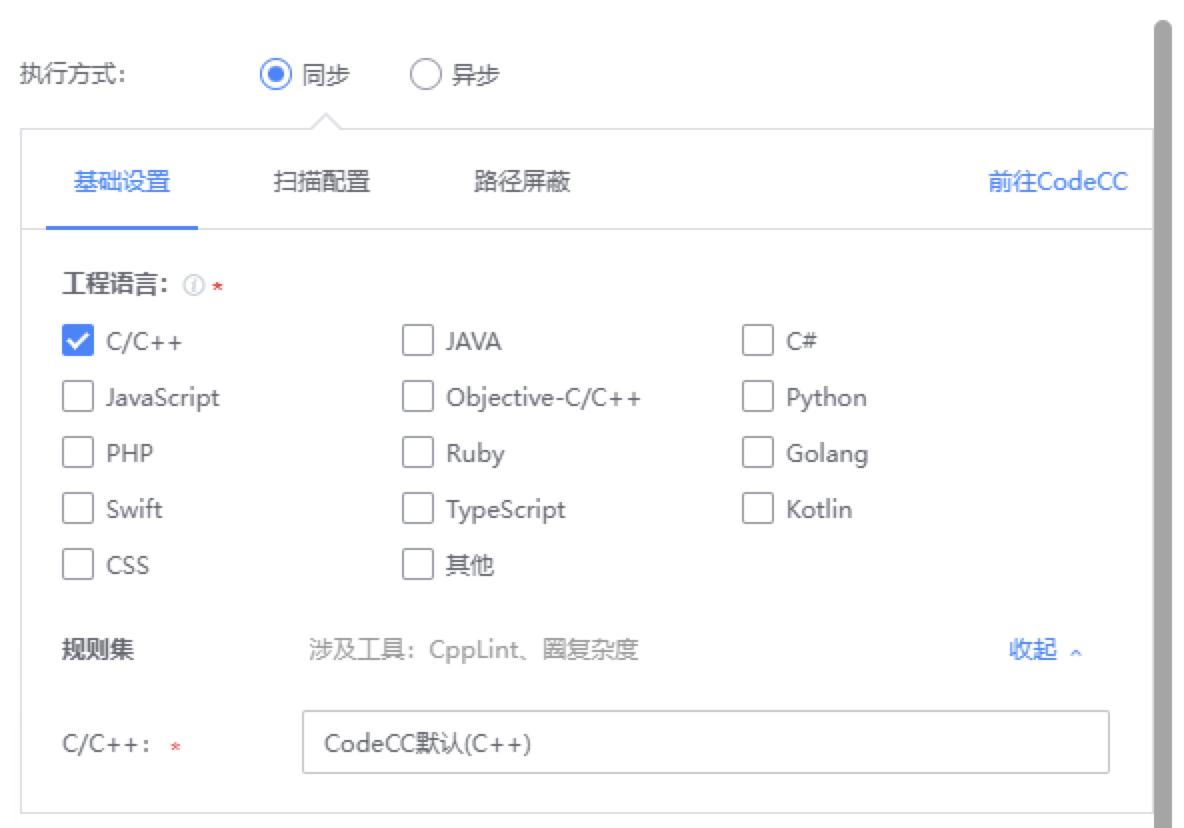 执行方式： 同步 异步
基础设置 扫描配置 路径屏蔽 前往CodeCC
工程语言： *
C/C++ JAVA C#
JavaScript Objective-C/C++ Python
PHP Ruby Golang
Swift TypeScript Kotlin
CSS 其他
规则集 涉及工具：CppLint、圈复杂度 收起
C/C++： * CodeCC默认(C++)